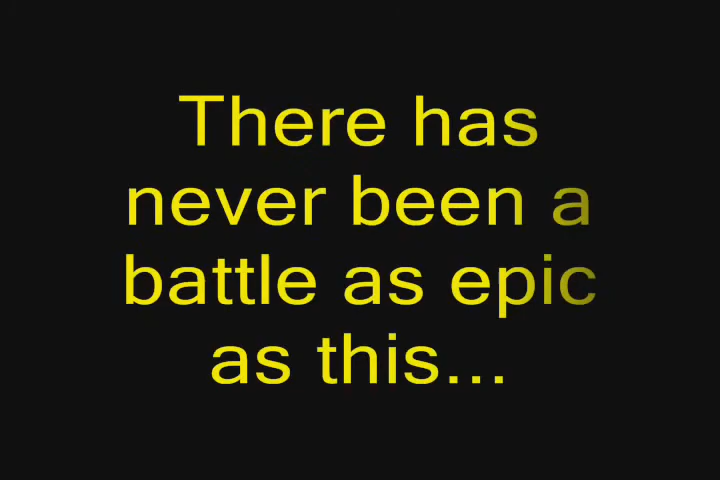 There has
never been a
battle as epic
as this...